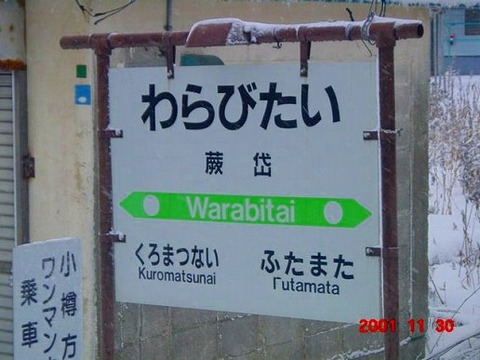 わらびたい
蕨岱
Warabitai
くろまつない
Kuromatsunai
ふたまた
Futamata
小樽方
ワンマン
乗車
2001 11 30